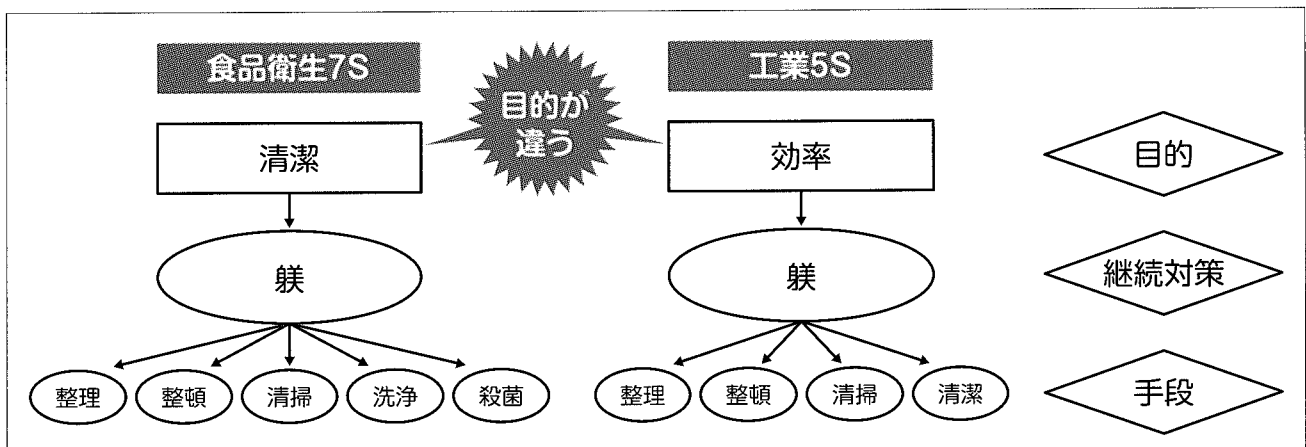 食品衛生7S
工業5S
目的が
違う
清潔
効率
目的
躾
躾
継続対策
整理
整頓
清掃
洗浄
殺菌
整理
整頓
清掃
清潔
手段